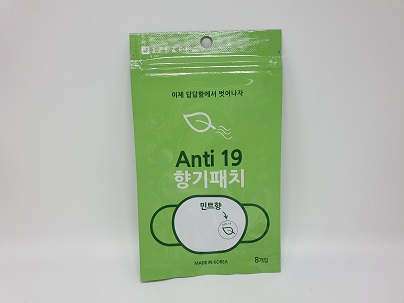 이제 답답함에서 벗어나자
Anti 19
향기패치
민트향
MADE IN KOREA
8개입